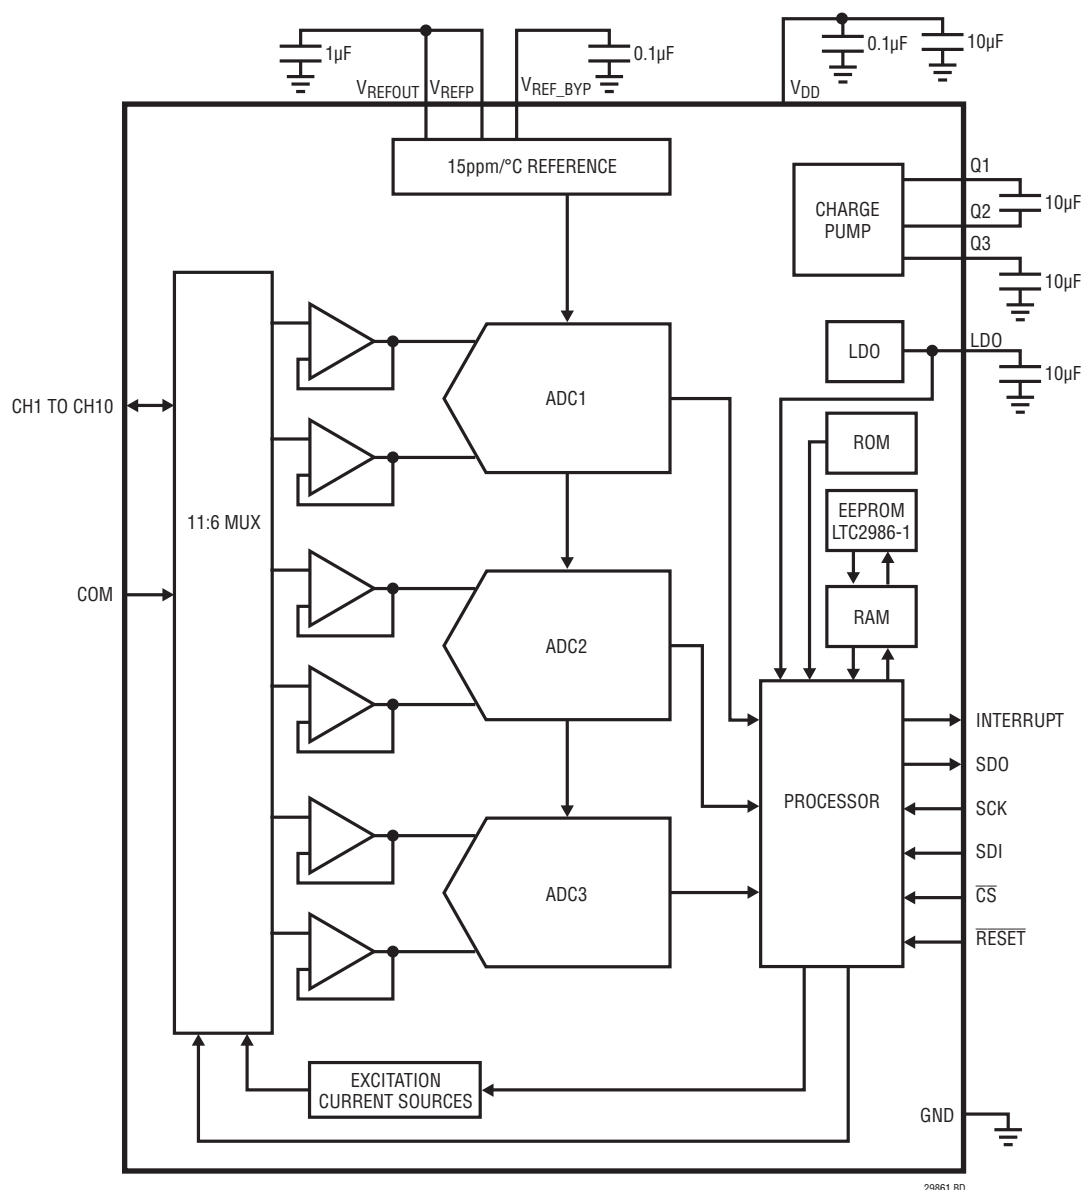 1µF
0.1µF
0.1µF
10µF
VREFOUT
VREFP
VREF_BYP
VDD
15ppm/°C REFERENCE
CHARGE
PUMP
Q1
10µF
Q2
Q3
10µF
LDO
LDO
10µF
CH1 TO CH10
ADC1
ROM
EEPROM
LTC2986-1
11:6 MUX
COM
ADC2
RAM
INTERRUPT
SDO
PROCESSOR
SCK
SDI
ADC3
CS
RESET
EXCITATION
CURRENT SOURCES
GND
29861 BD